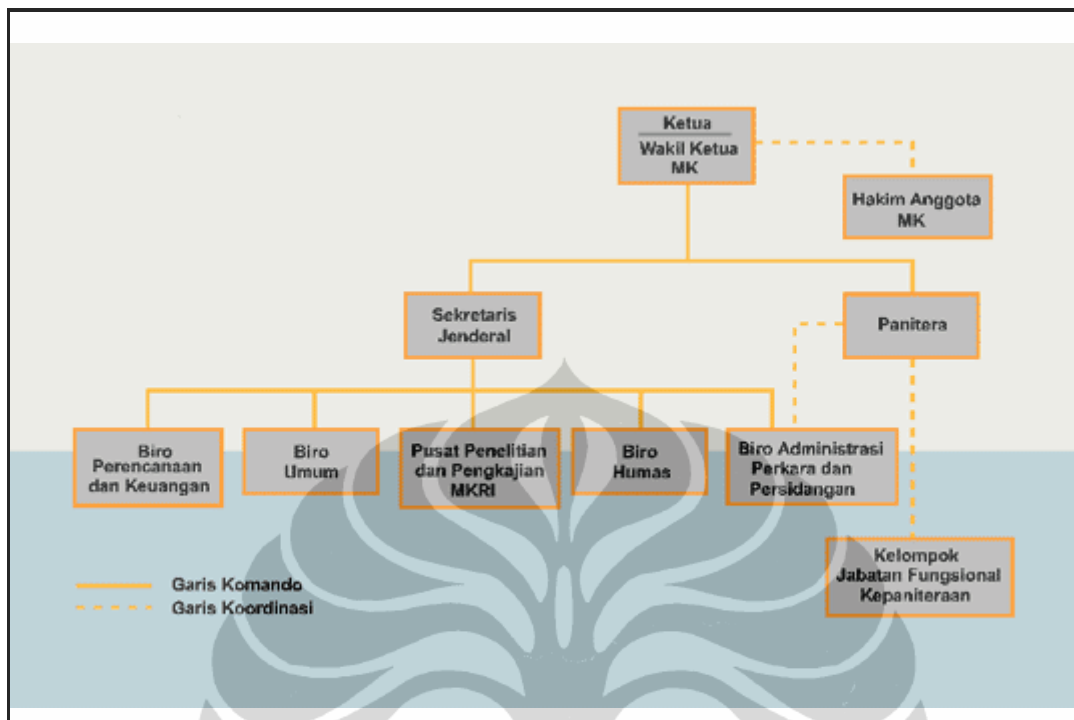 Ketua
Wakil Ketua
MK
Hakim Anggota
MK
Sekretaris
Jenderal
Panitera
Biro
Perencanaan
dan Keuangan
Biro
Umum
Pusat Penelitian
dan Pengkajian
MKRI
Biro
Humas
Biro Administrasi
Perkara dan
Persidangan
Kelompok
Jabatan Fungsional
Kepaniteraan
Garis Komando
Garis Koordinasi